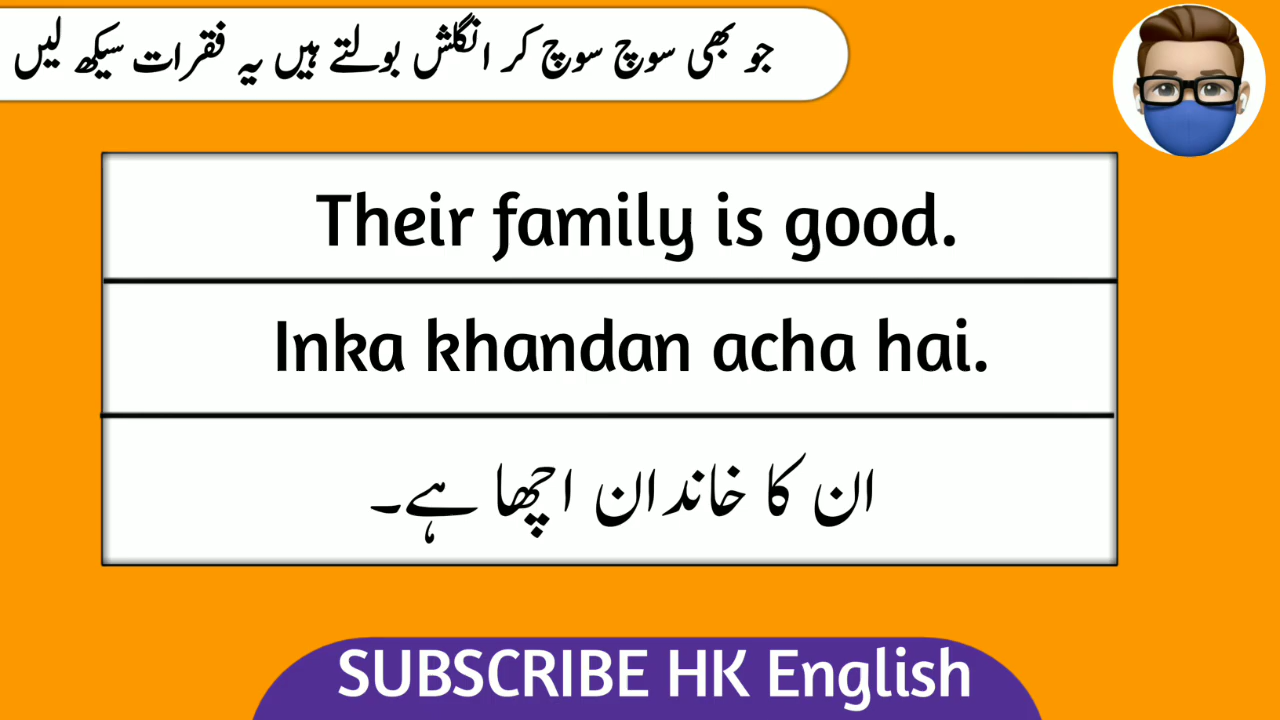 جو بھی سوچ سوچ کر انگلش بولتے ہیں یہ فقرات سیکھ لیں
Their family is good.
Inka khandan acha hai.
ان کا خاندان اچھا ہے۔
SUBSCRIBE HK English